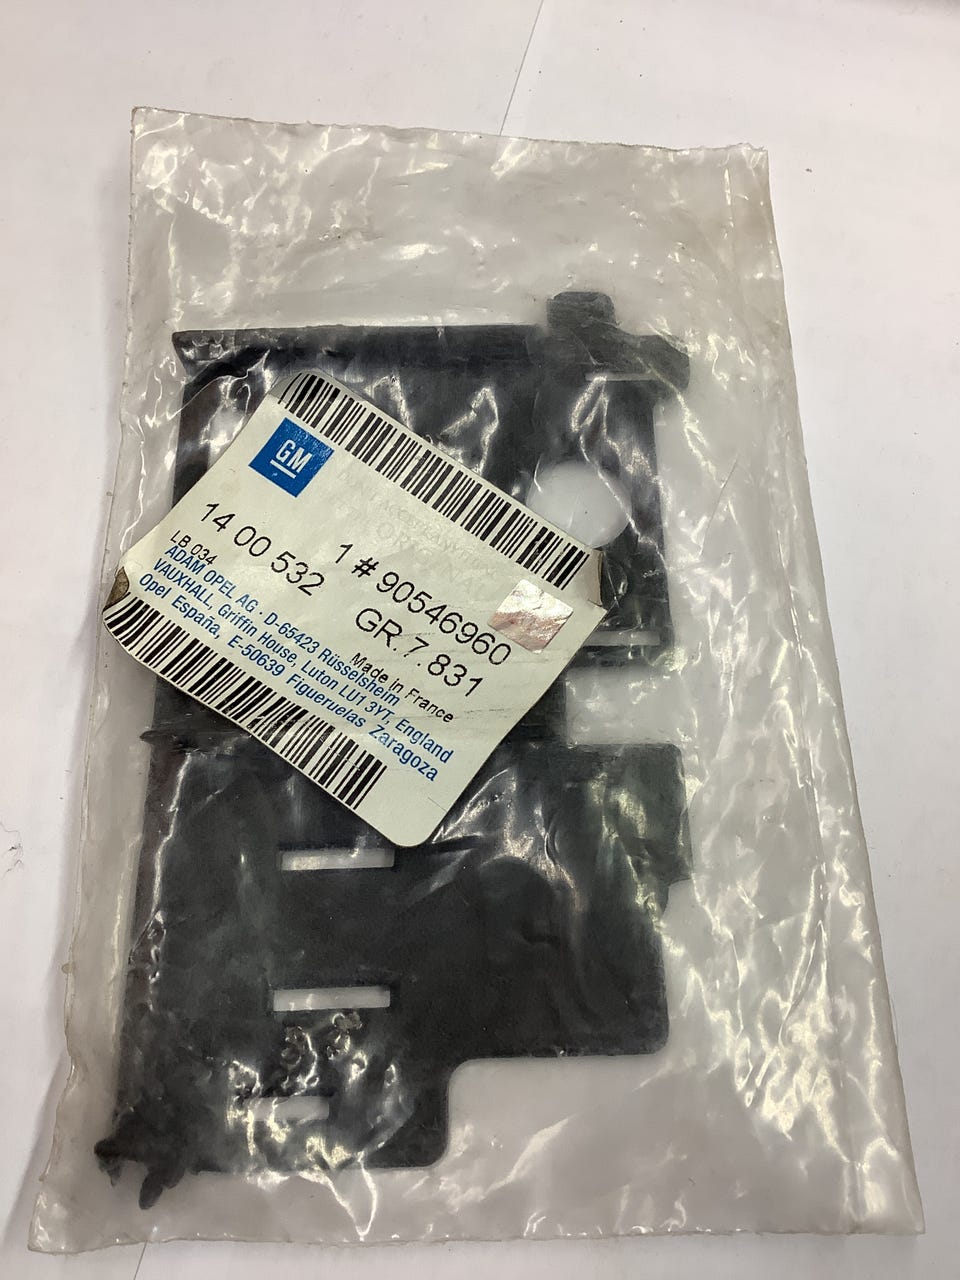 GM
14 00 532
1 # 90546960
GR.7.831
LB 034
Made in France
ADAM OPEL AG · D-65423 Rüsselsheim
VAUXHALL, Griffin House, Luton LU1 3YT, England
Opel España, E-50639 Figueruelas Zaragoza